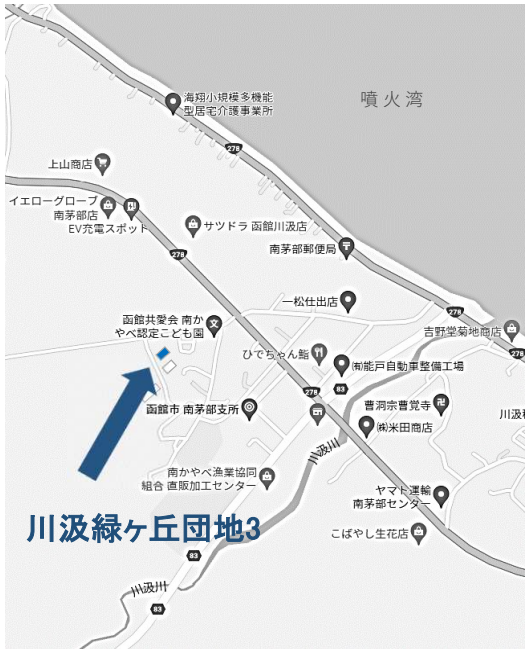 海翔小規模多機能
型居宅介護事業所
噴火湾
278
上山商店
イエローグローブ
南茅部店
EV充電スポット
サツドラ 函館川汲店
278
南茅部郵便局
一松仕出店
278
吉野堂菊地商店
函館共愛会 南か
やべ認定こども園
ひでちゃん鮨
㈲能戸自動車整備工場
278
83
函館市 南茅部支所
曹洞宗曹覚寺
川汲
㈱米田商店
川汲川
南かやべ漁業協同
組合 直販加工センター
ヤマト運輸
南茅部センター
川汲緑ヶ丘団地3
こばやし生花店
83
川汲川
83